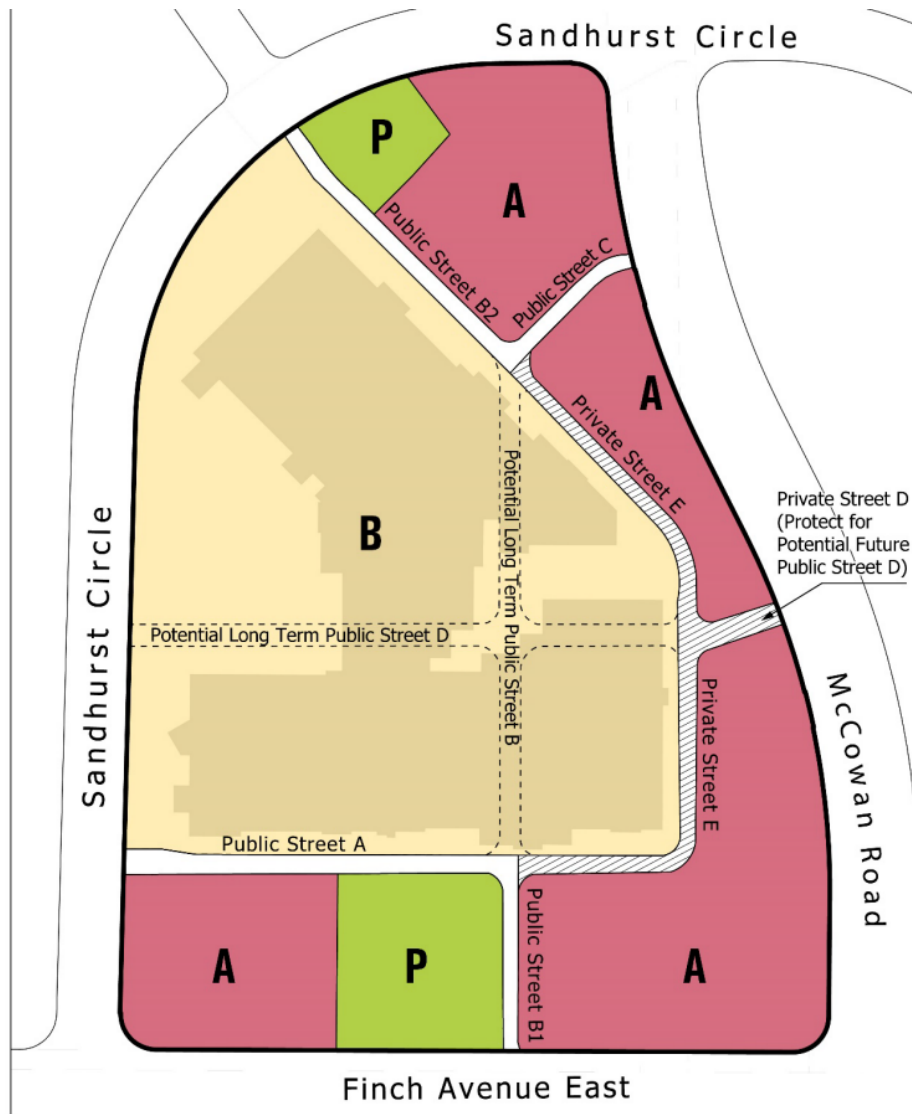 Sandhurst Circle
P
A
Public Street B2
Public Street C
A
Private Street E
Potential Long Term Public Street B
Private Street D
(Protect for
Potential Future
Public Street D)
B
Sandhurst Circle
Potential Long Term Public Street D
Private Street E
McCowan Road
Public Street A
A
P
Public Street B1
A
Finch Avenue East